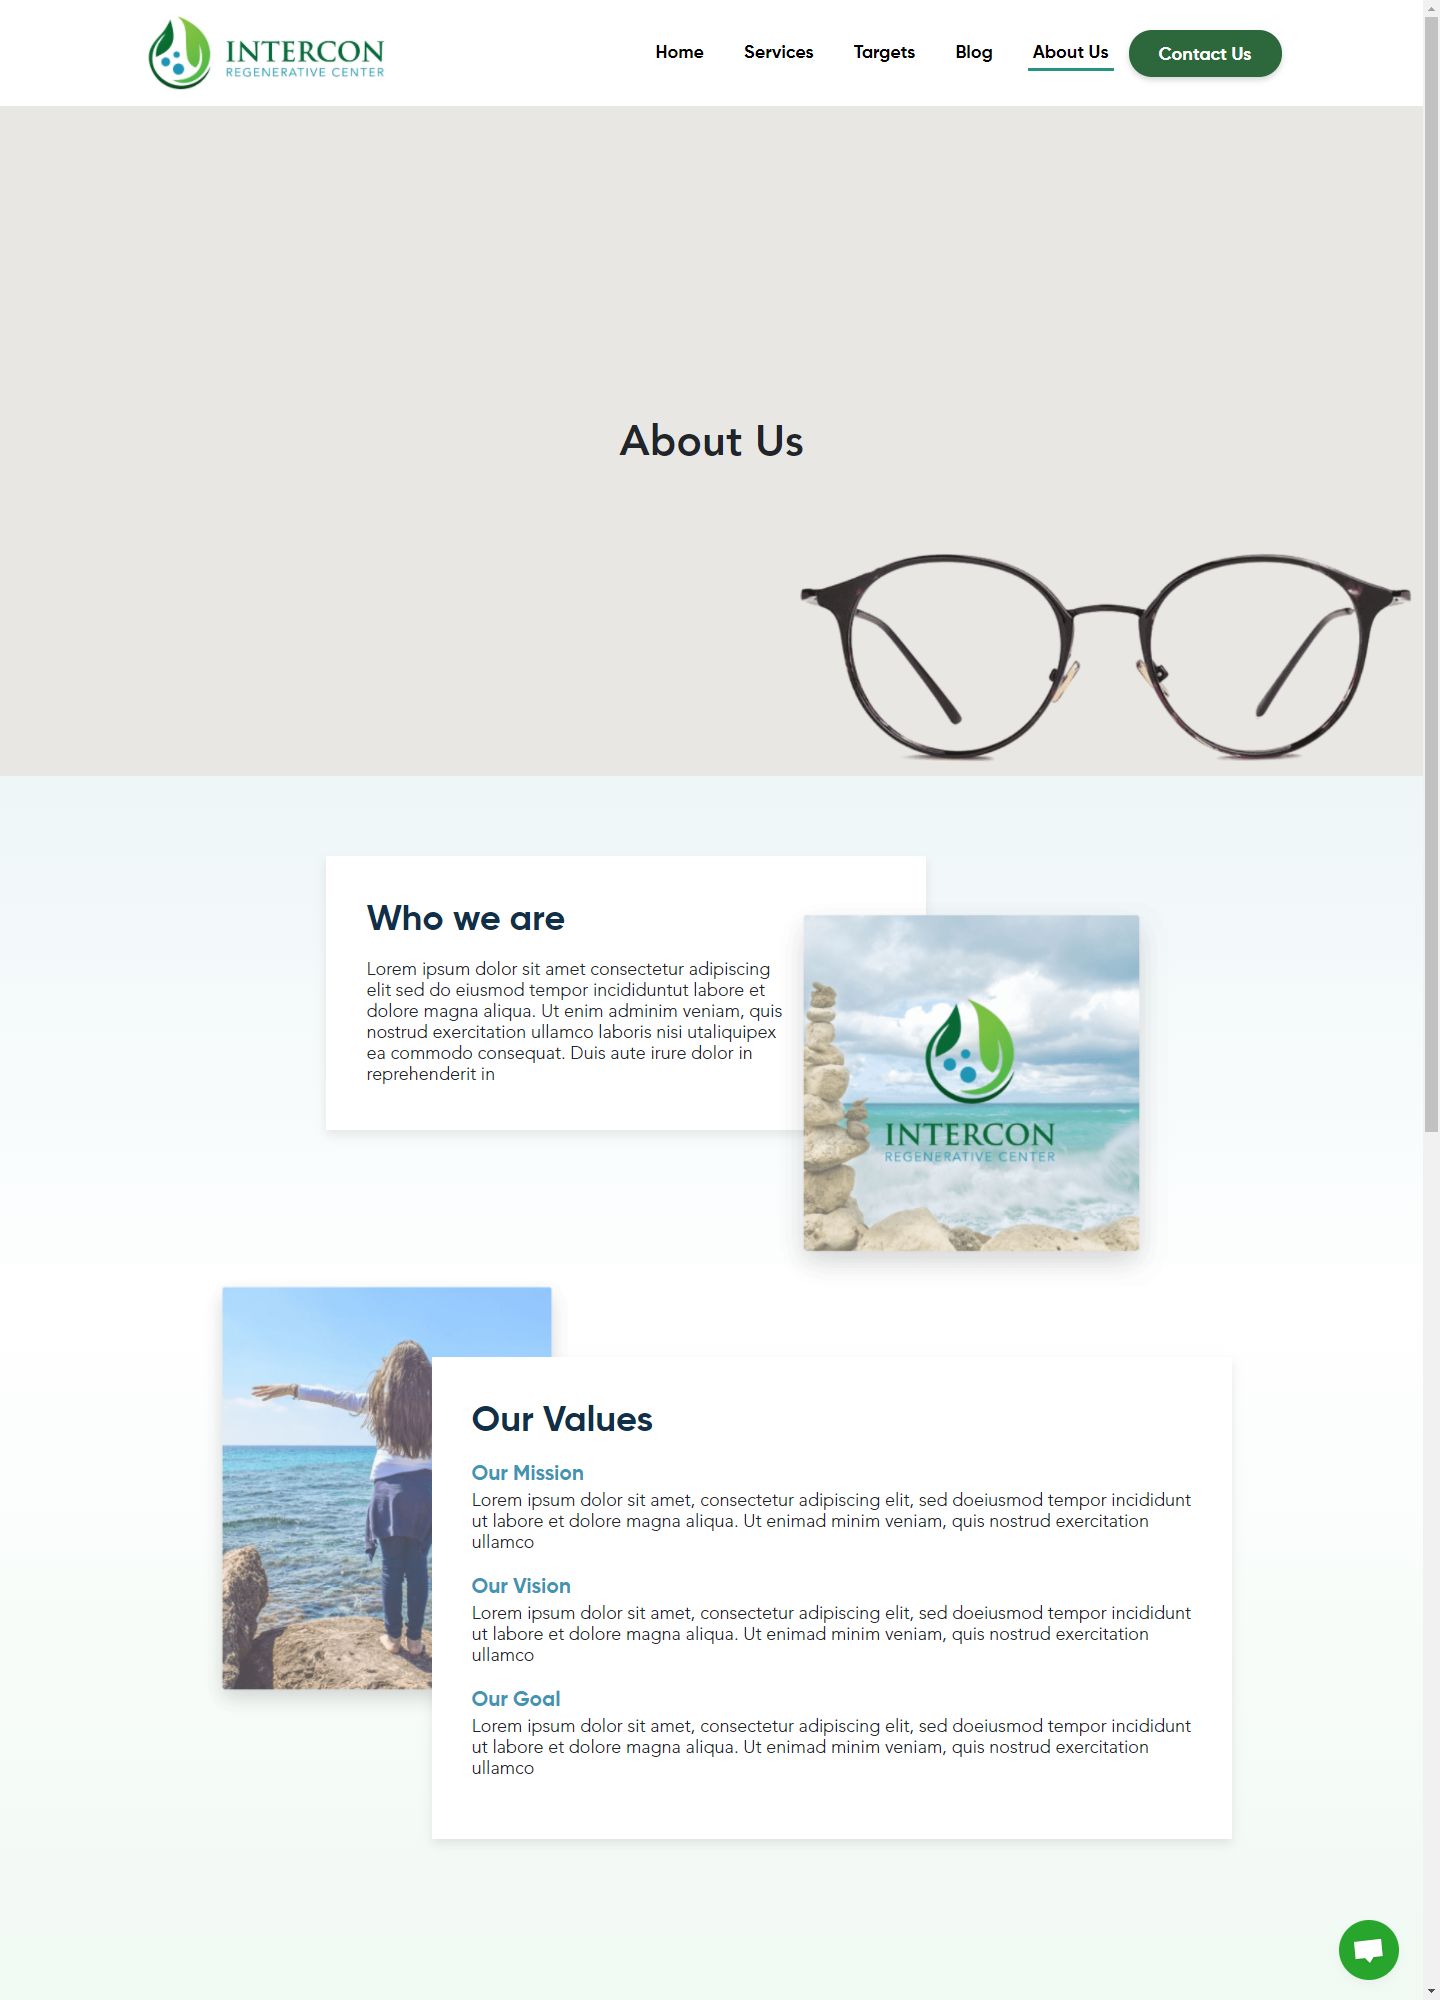 INTERCON
REGENERATIVE CENTER
Home
Services
Targets
Blog
About Us
Contact Us
About Us
Who we are
Lorem ipsum dolor sit amet consectetur adipiscing
elit sed do eiusmod tempor incididuntut labore et
dolore magna aliqua. Ut enim adminim veniam, quis
nostrud exercitation ullamco laboris nisi utaliquipex
ea commodo consequat. Duis aute irure dolor in
reprehenderit in
INTERCON
REGENERATIVE CENTER
Our Values
Our Mission
Lorem ipsum dolor sit amet, consectetur adipiscing elit, sed doeiusmod tempor incididunt
ut labore et dolore magna aliqua. Ut enimad minim veniam, quis nostrud exercitation
ullamco
Our Vision
Lorem ipsum dolor sit amet, consectetur adipiscing elit, sed doeiusmod tempor incididunt
ut labore et dolore magna aliqua. Ut enimad minim veniam, quis nostrud exercitation
ullamco
Our Goal
Lorem ipsum dolor sit amet, consectetur adipiscing elit, sed doeiusmod tempor incididunt
ut labore et dolore magna aliqua. Ut enimad minim veniam, quis nostrud exercitation
ullamco